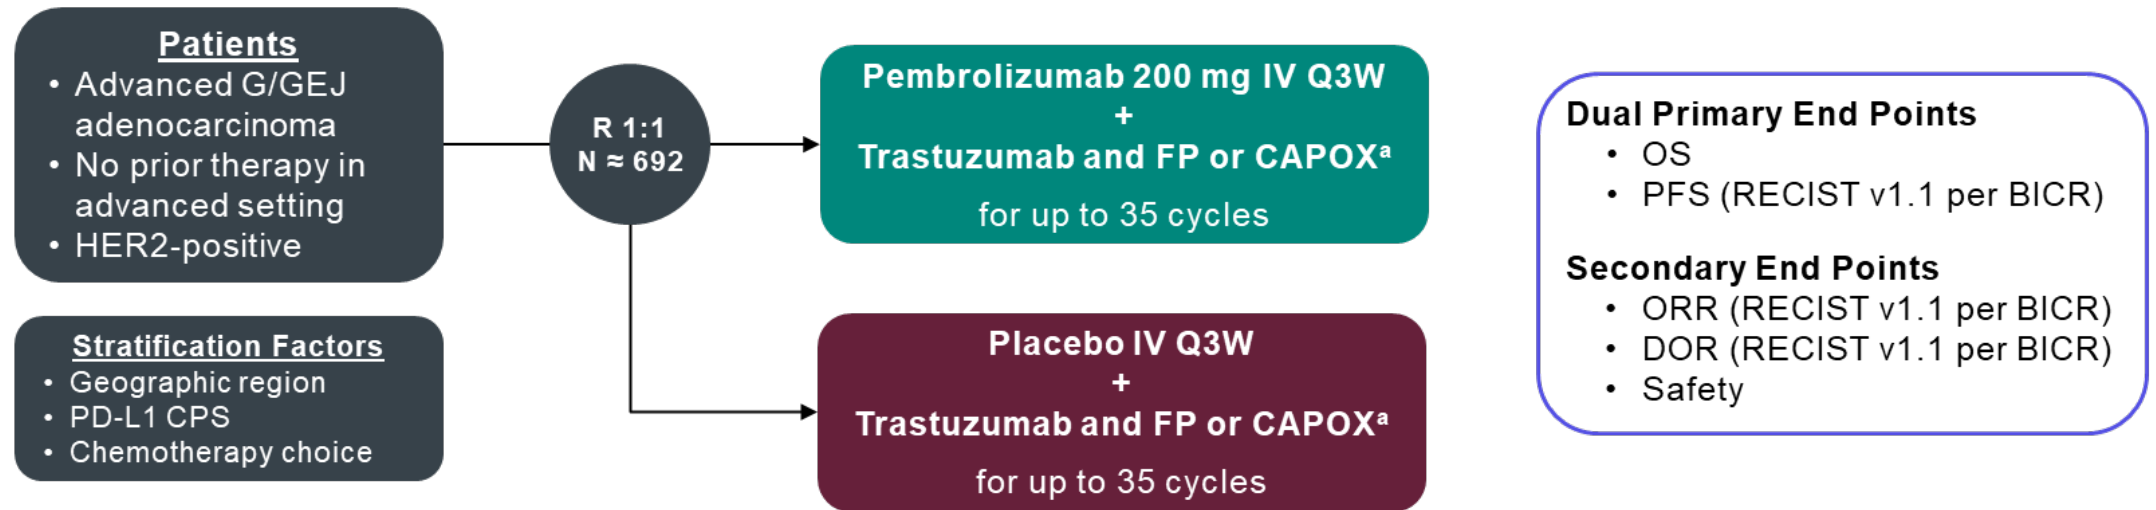 Patients
• Advanced G/GEJ
adenocarcinoma
• No prior therapy in
advanced setting
• HER2-positive
Stratification Factors
• Geographic region
• PD-L1 CPS
• Chemotherapy choice
R 1:1
N ≈ 692
Pembrolizumab 200 mg IV Q3W
+
Trastuzumab and FP or CAPOXᵃ
for up to 35 cycles
Placebo IV Q3W
+
Trastuzumab and FP or CAPOXᵃ
for up to 35 cycles
Dual Primary End Points
• OS
• PFS (RECIST v1.1 per BICR)
Secondary End Points
• ORR (RECIST v1.1 per BICR)
• DOR (RECIST v1.1 per BICR)
• Safety